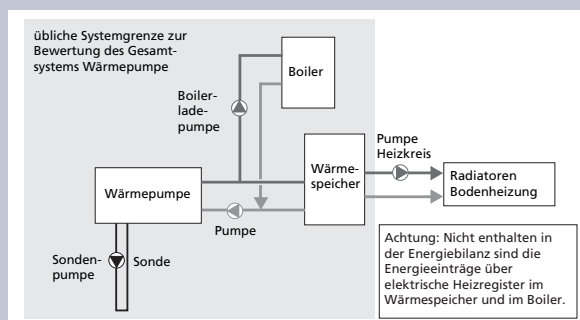 übliche Systemgrenze zur
Bewertung des Gesamt-
systems Wärmepumpe
Boiler
Boiler-
lade-
pumpe
Pumpe
Heizkreis
Wärme-
speicher
Radiatoren
Bodenheizung
Wärmepumpe
Pumpe
Sonden-
pumpe
Sonde
Achtung: Nicht enthalten in
der Energiebilanz sind die
Energieeinträge über
elektrische Heizregister im
Wärmespeicher und im Boiler.